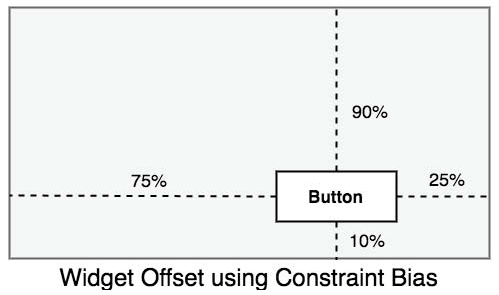 90%
75%
25%
Button
10%
Widget Offset using Constraint Bias